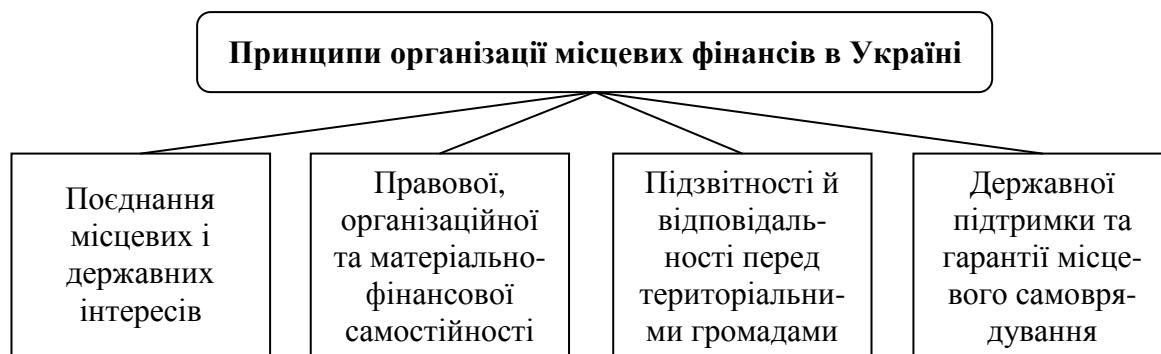 Принципи організації місцевих фінансів в Україні
Поєднання
місцевих і
державних
інтересів
Правової,
організаційної
та матеріально-
фінансової
самостійності
Підзвітності й
відповідаль-
ності перед
територіальни-
ми громадами
Державної
підтримки та
гарантії місце-
вого самовря-
дування